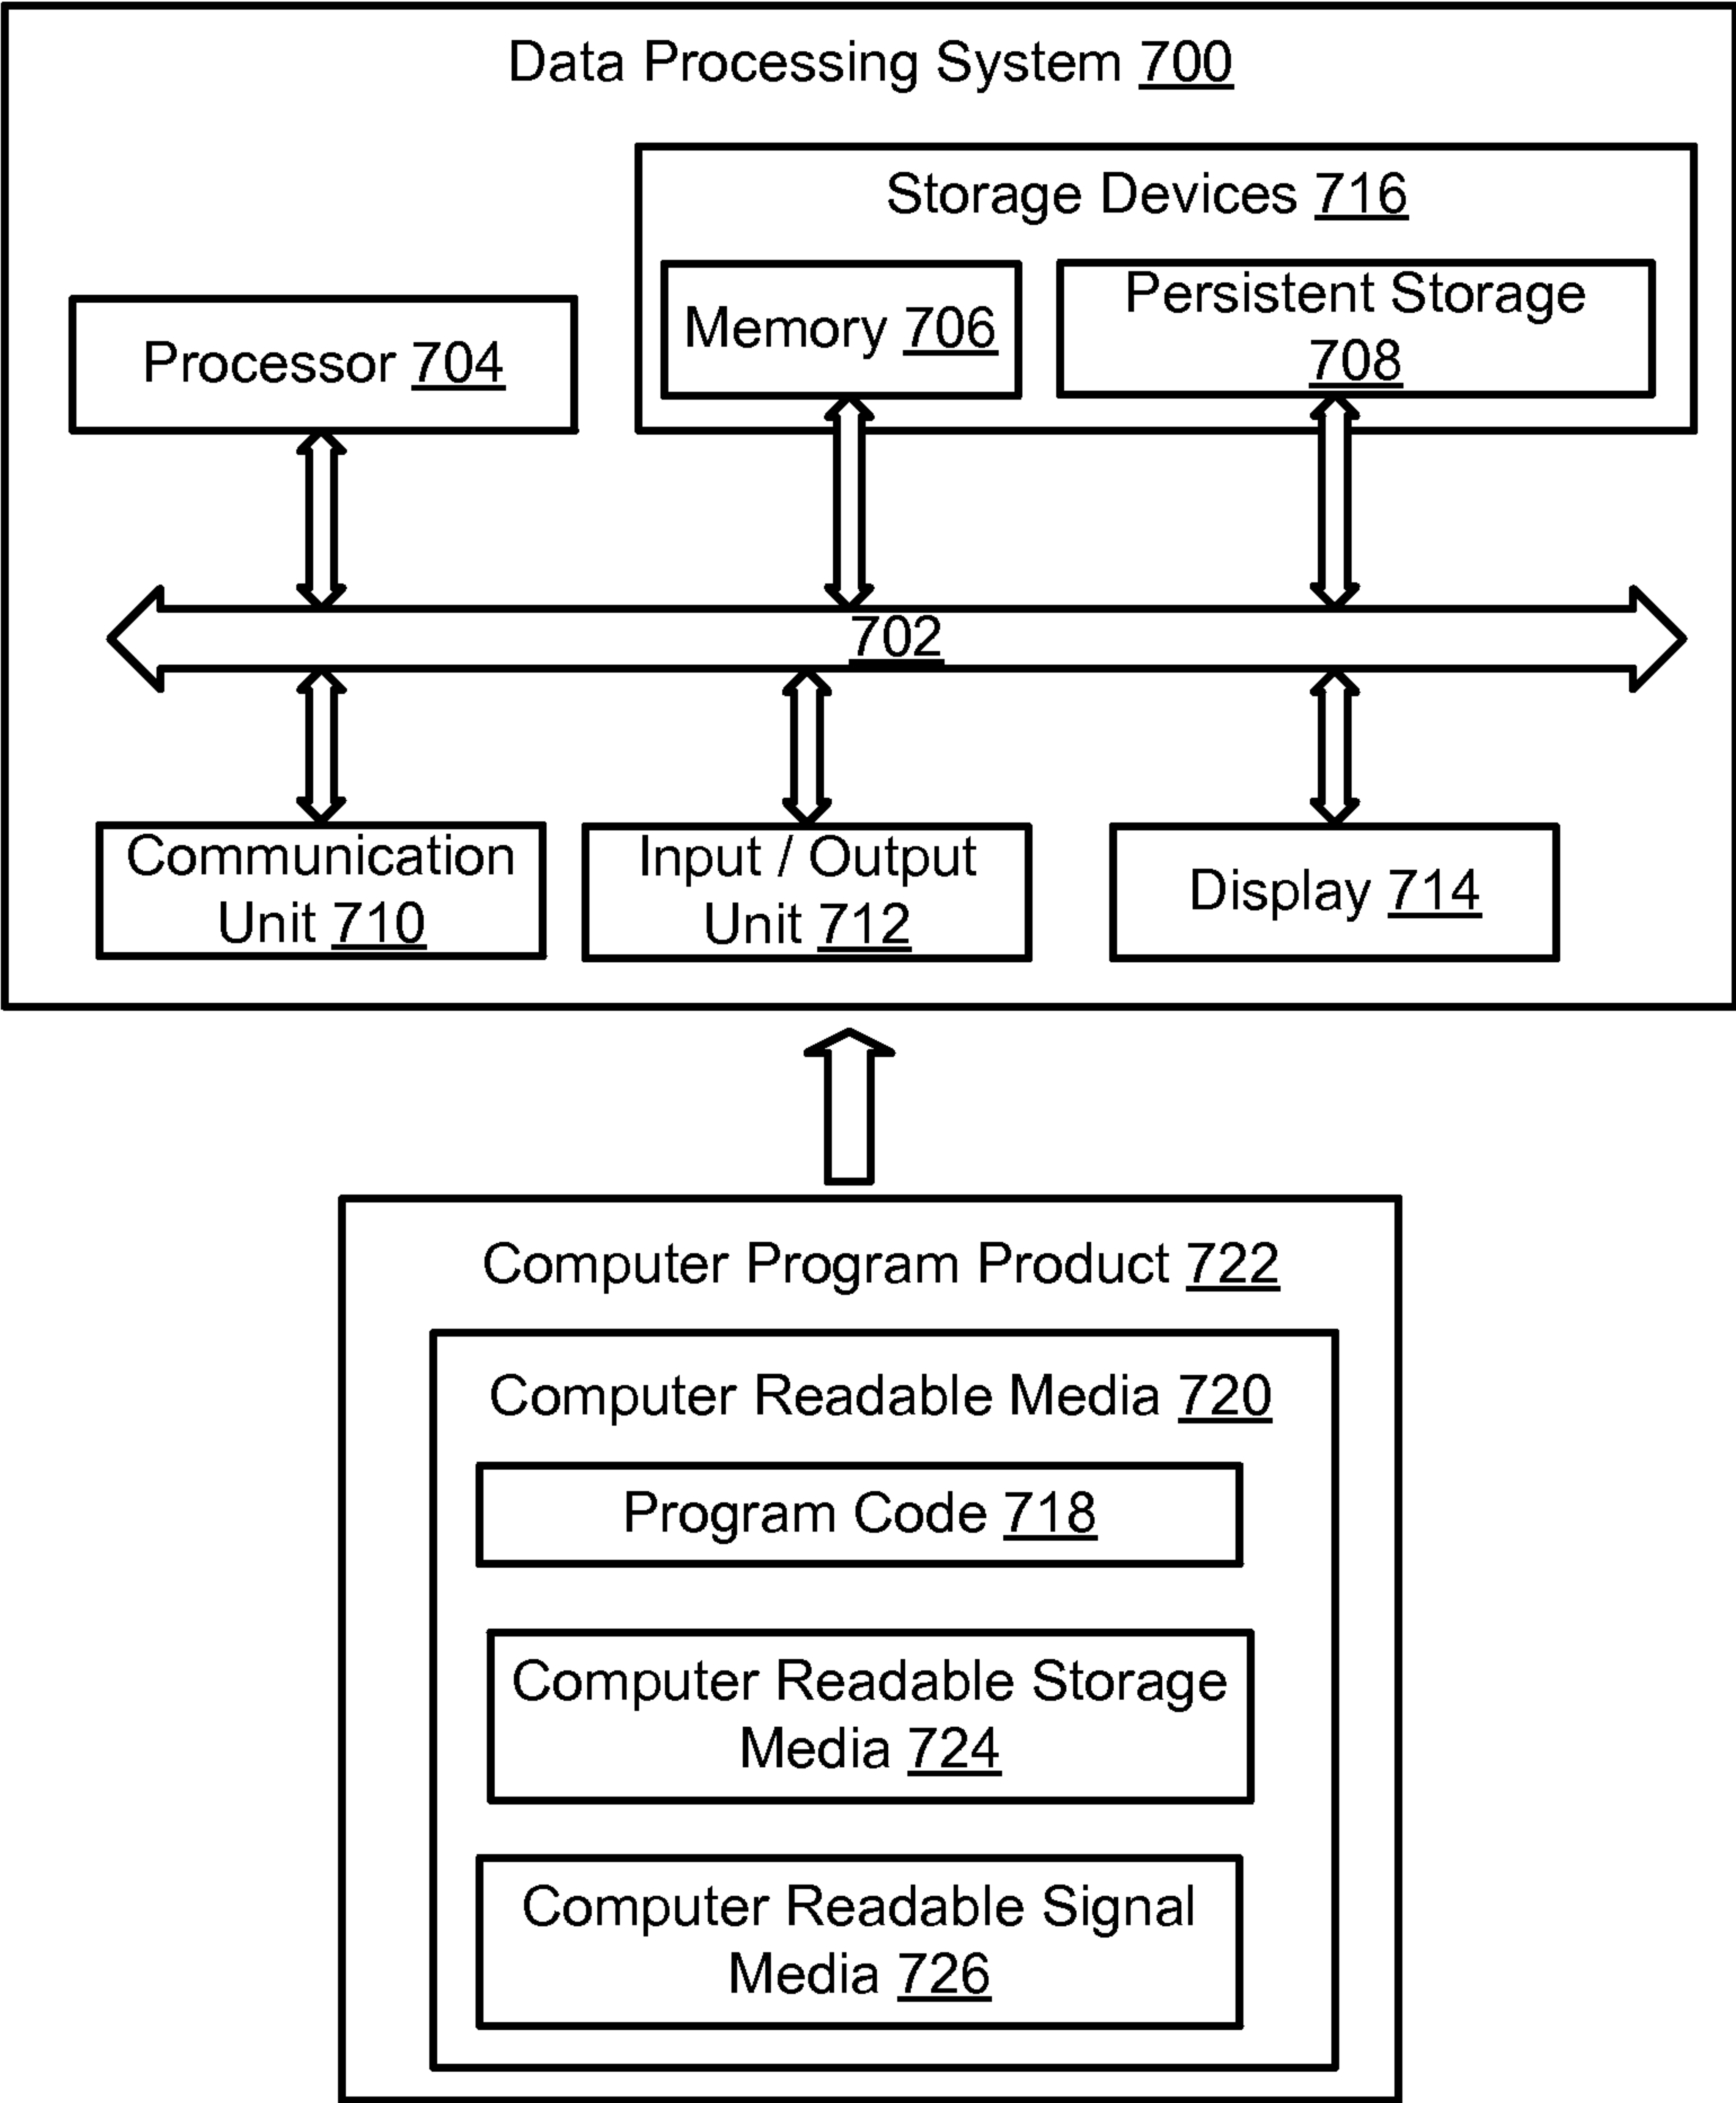 Data Processing System 700
Storage Devices 716
Memory 706
Persistent Storage
708
Processor 704
702
Communication
Unit 710
Input / Output
Unit 712
Display 714
Computer Program Product 722
Computer Readable Media 720
Program Code 718
Computer Readable Storage
Media 724
Computer Readable Signal
Media 726